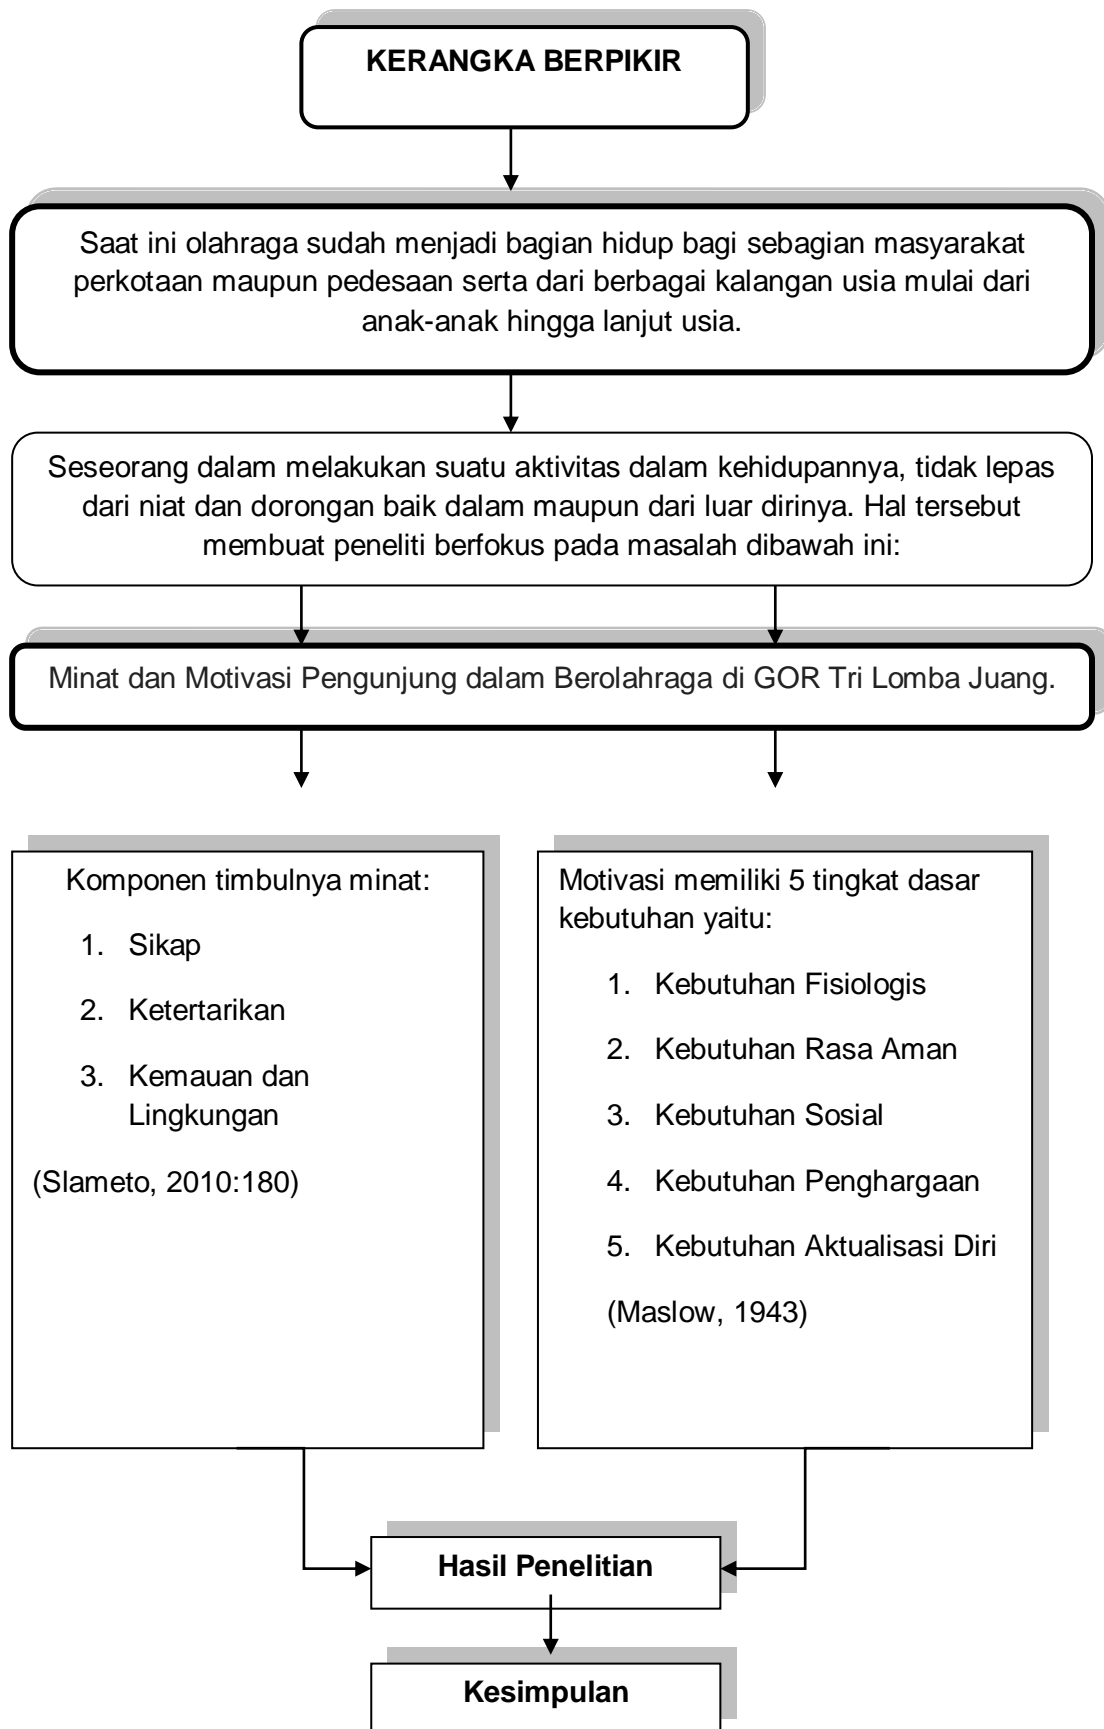 KERANGKA BERPIKIR
Saat ini olahraga sudah menjadi bagian hidup bagi sebagian masyarakat
perkotaan maupun pedesaan serta dari berbagai kalangan usia mulai dari
anak-anak hingga lanjut usia.
Seseorang dalam melakukan suatu aktivitas dalam kehidupannya, tidak lepas
dari niat dan dorongan baik dalam maupun dari luar dirinya. Hal tersebut
membuat peneliti berfokus pada masalah dibawah ini:
Minat dan Motivasi Pengunjung dalam Berolahraga di GOR Tri Lomba Juang.
Komponen timbulnya minat:
1. Sikap
2. Ketertarikan
3. Kemauan dan
Lingkungan
(Slameto, 2010:180)
Motivasi memiliki 5 tingkat dasar
kebutuhan yaitu:
1. Kebutuhan Fisiologis
2. Kebutuhan Rasa Aman
3. Kebutuhan Sosial
4. Kebutuhan Penghargaan
5. Kebutuhan Aktualisasi Diri
(Maslow, 1943)
Hasil Penelitian
Kesimpulan